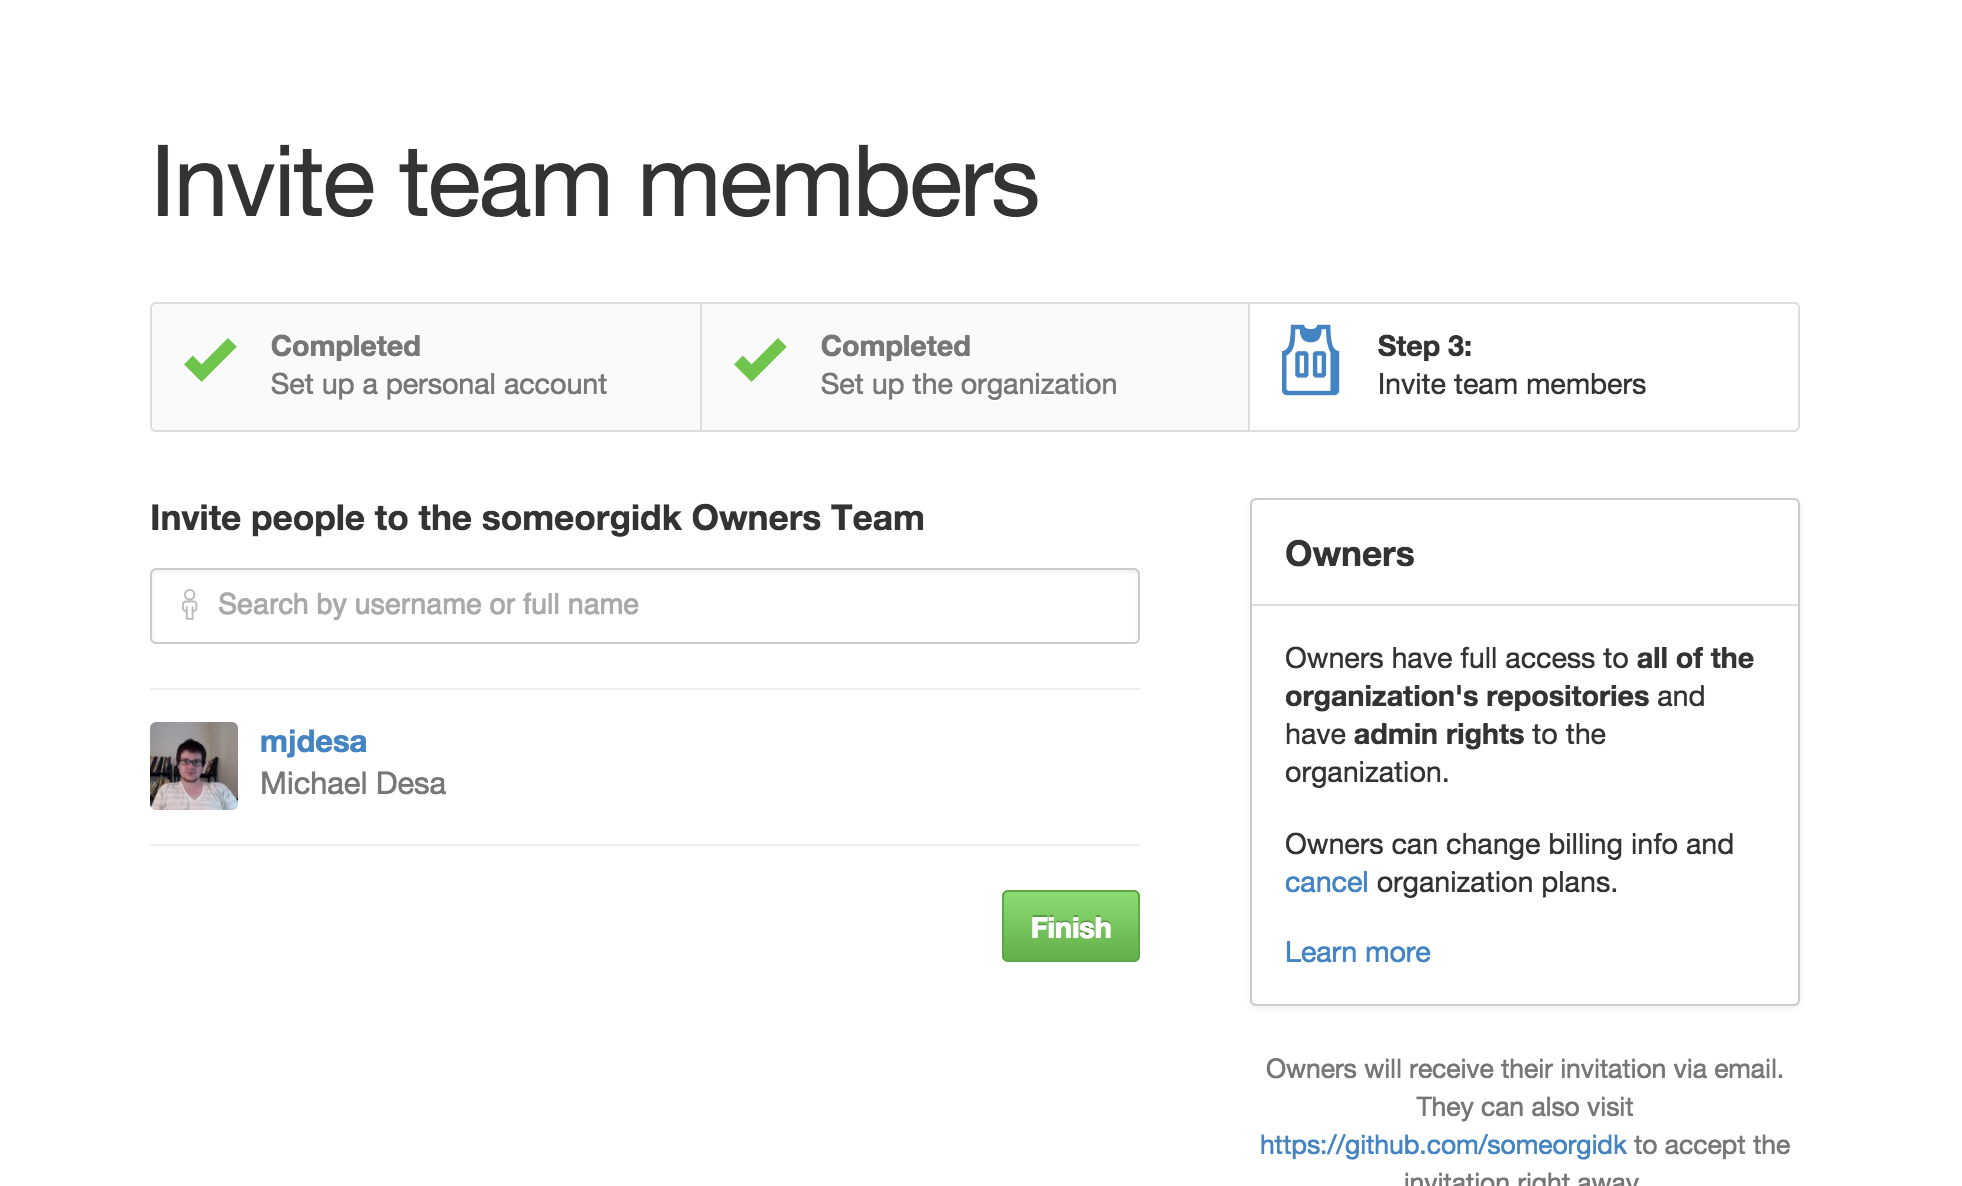 Invite team members
Completed
Set up a personal account
Completed
Set up the organization
00
Step 3:
Invite team members
Invite people to the someorgidk Owners Team
Search by username or full name
mjdesa
Michael Desa
Finish
Owners
Owners have full access to all of the
organization's repositories and
have admin rights to the
organization.
Owners can change billing info and
cancel organization plans.
Learn more
Owners will receive their invitation via email.
They can also visit
https://github.com/someorgidk to accept the
invitation right away.